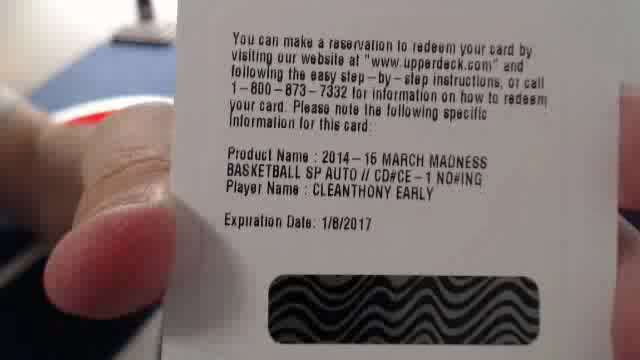 You can make a reservation to redeem your card by
visiting our website at "www.upperdeck.com" and
following the easy step-by-step instructions, or call
1-800-873-7332 for information on how to redeem
your card. Please note the following specific
information for this card:
Product Name : 2014-15 MARCH MADNESS
BASKETBALL SP AUTO // CD#CE-1 NO#ING
Player Name : CLEANTHONY EARLY
Expiration Date: 1/8/2017